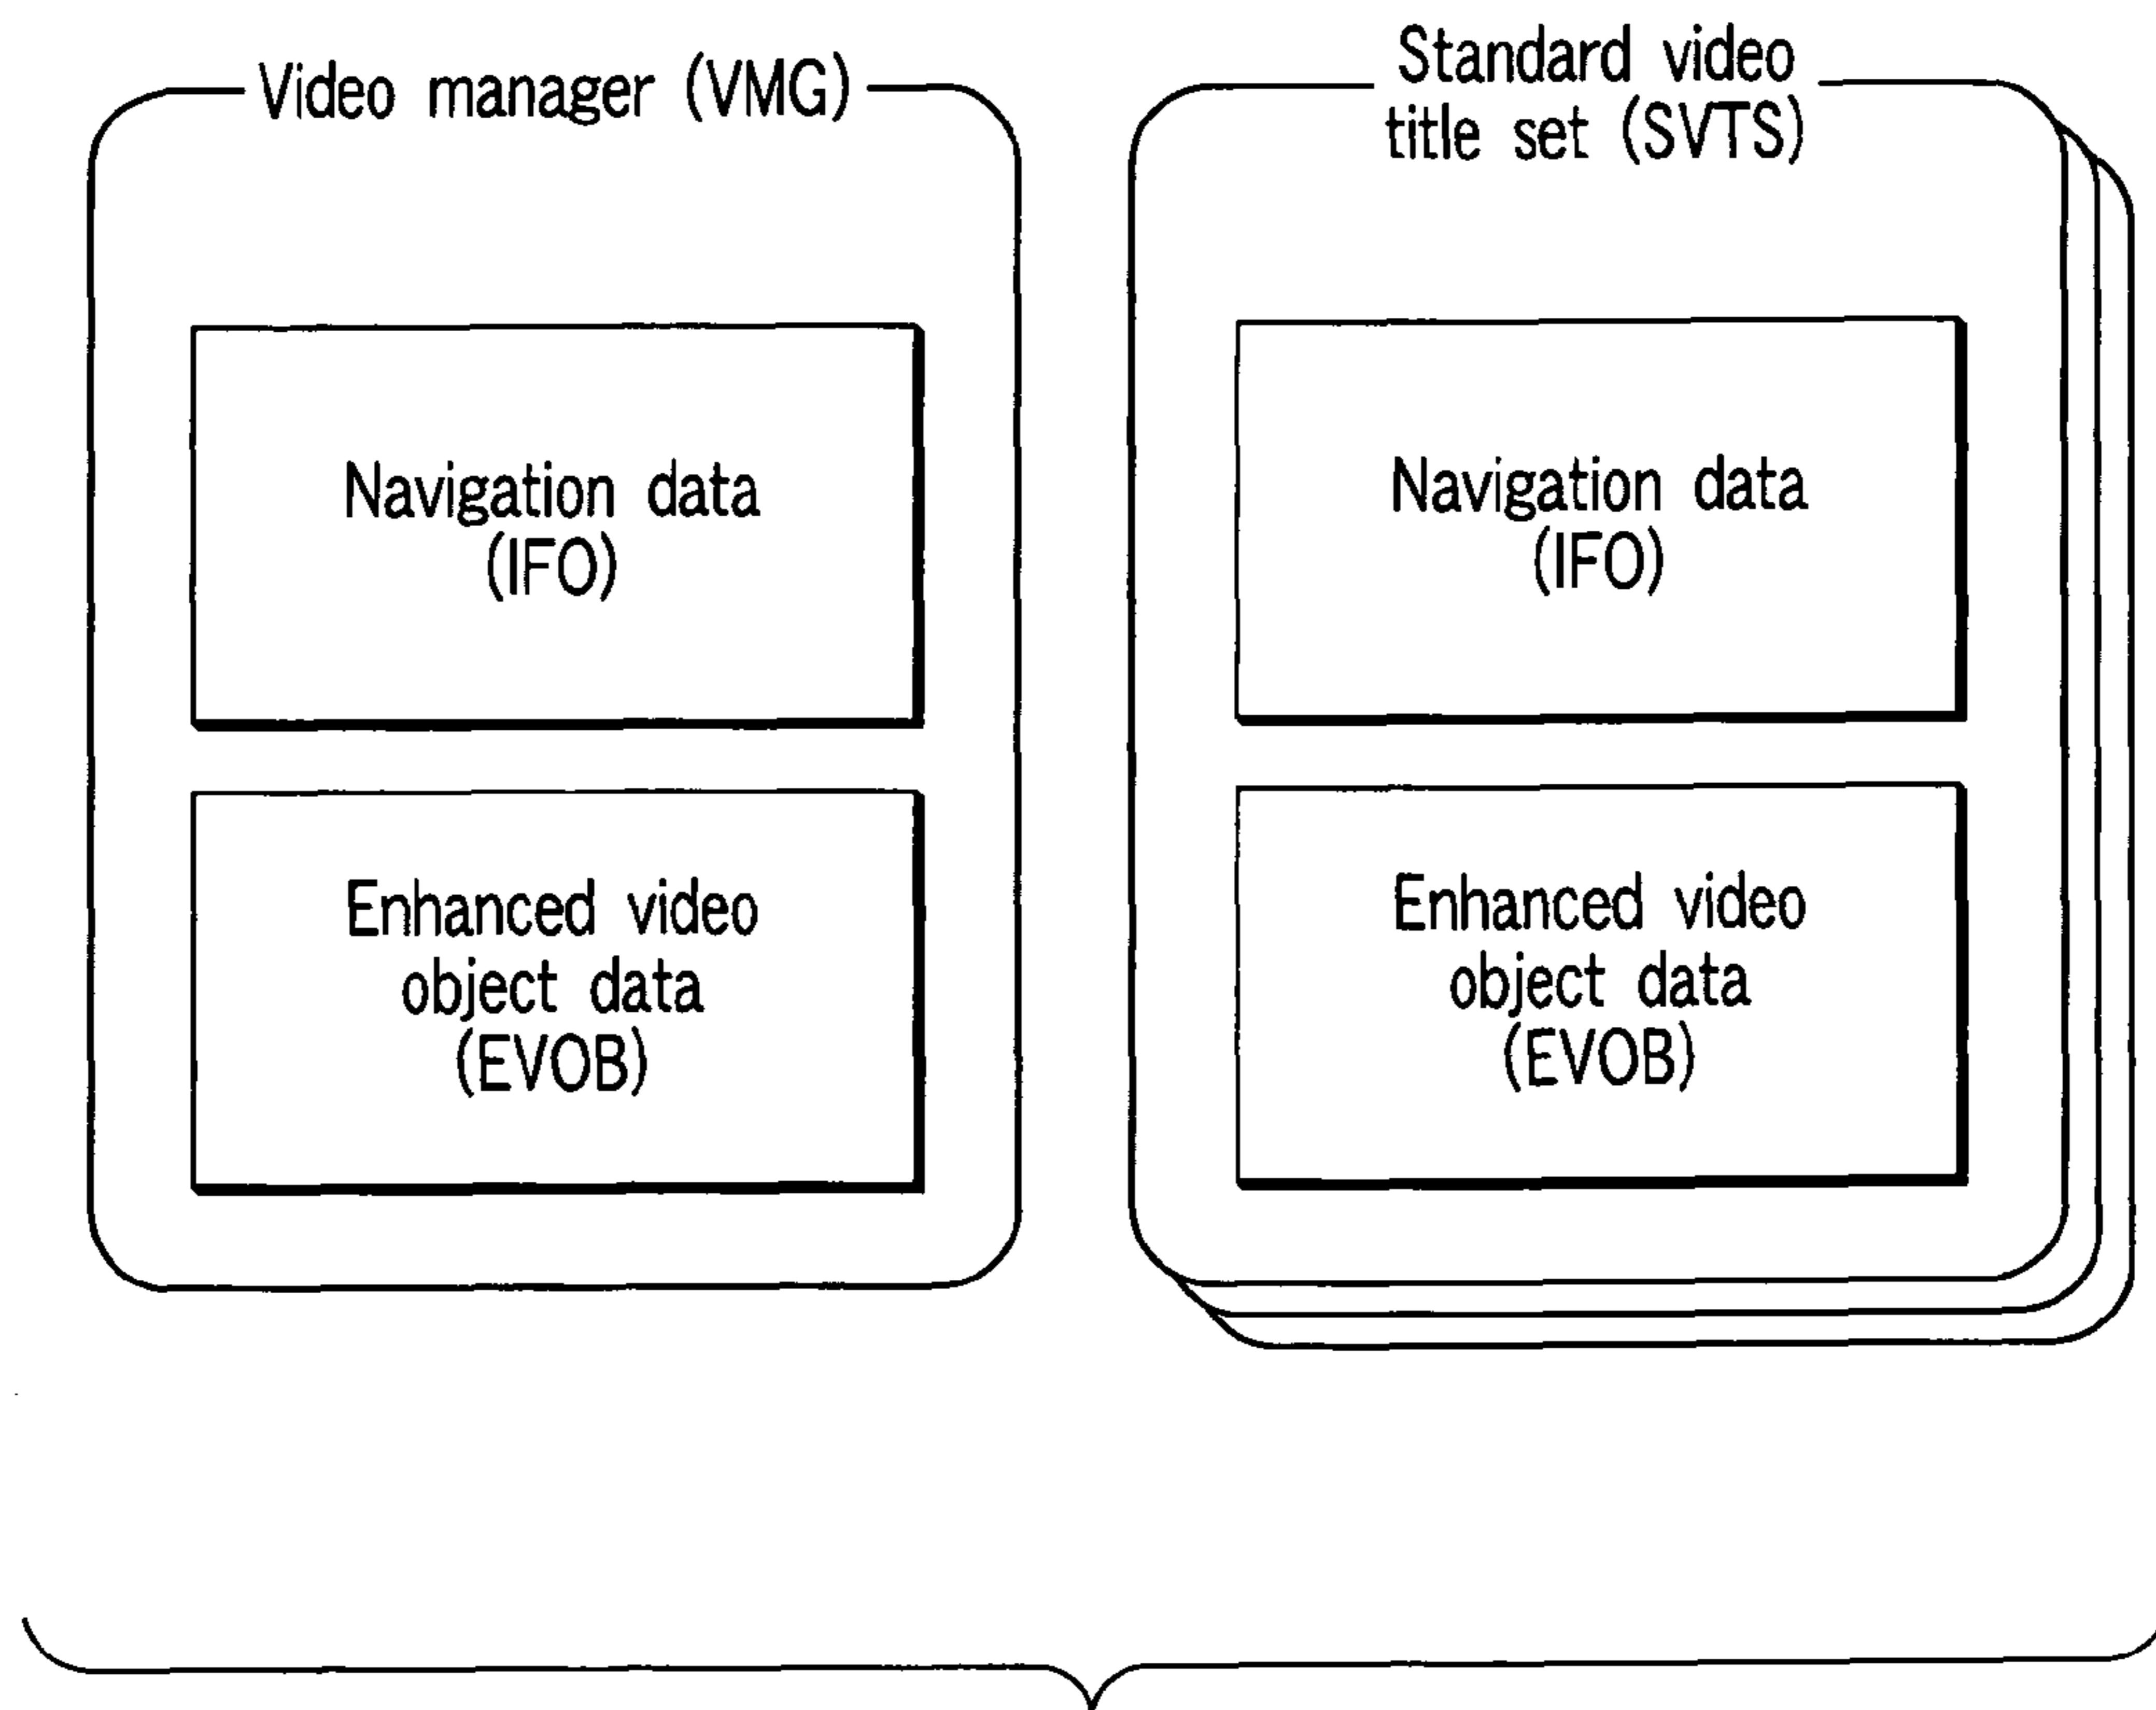 Video manager (VMG)
Navigation data
(IFO)
Enhanced video
object data
(EVOB)
Standard video
title set (SVTS)
Navigation data
(IFO)
Enhanced video
object data
(EVOB)